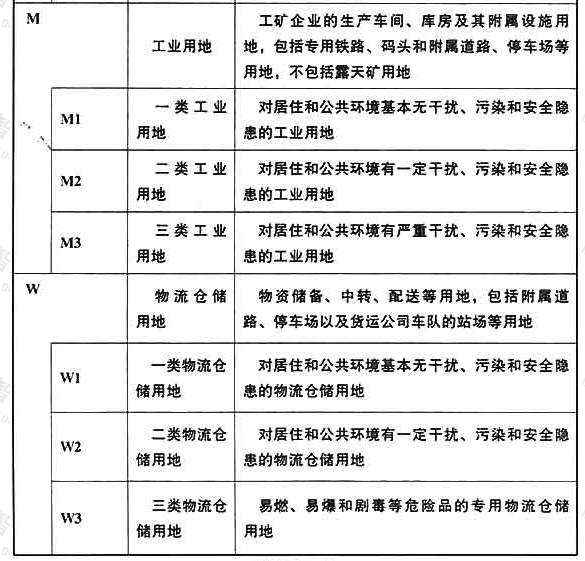 M
工业用地
工矿企业的生产车间、库房及其附属设施用
地，包括专用铁路、码头和附属道路、停车场等
用地，不包括露天矿用地
M1
一类工业
用地
对居住和公共环境基本无干扰、污染和安全隐
患的工业用地
M2
二类工业
用地
对居住和公共环境有一定干扰、污染和安全隐
患的工业用地
M3
三类工业
用地
对居住和公共环境有严重干扰、污染和安全隐
患的工业用地
W
物流仓储
用地
物资储备、中转、配送等用地，包括附属道
路、停车场以及货运公司车队的站场等用地
W1
一类物流仓
储用地
对居住和公共环境基本无干扰、污染和安全隐
患的物流仓储用地
W2
二类物流仓
储用地
对居住和公共环境有一定干扰、污染和安全隐
患的物流仓储用地
W3
三类物流仓
储用地
易燃、易爆和剧毒等危险品的专用物流仓储
用地